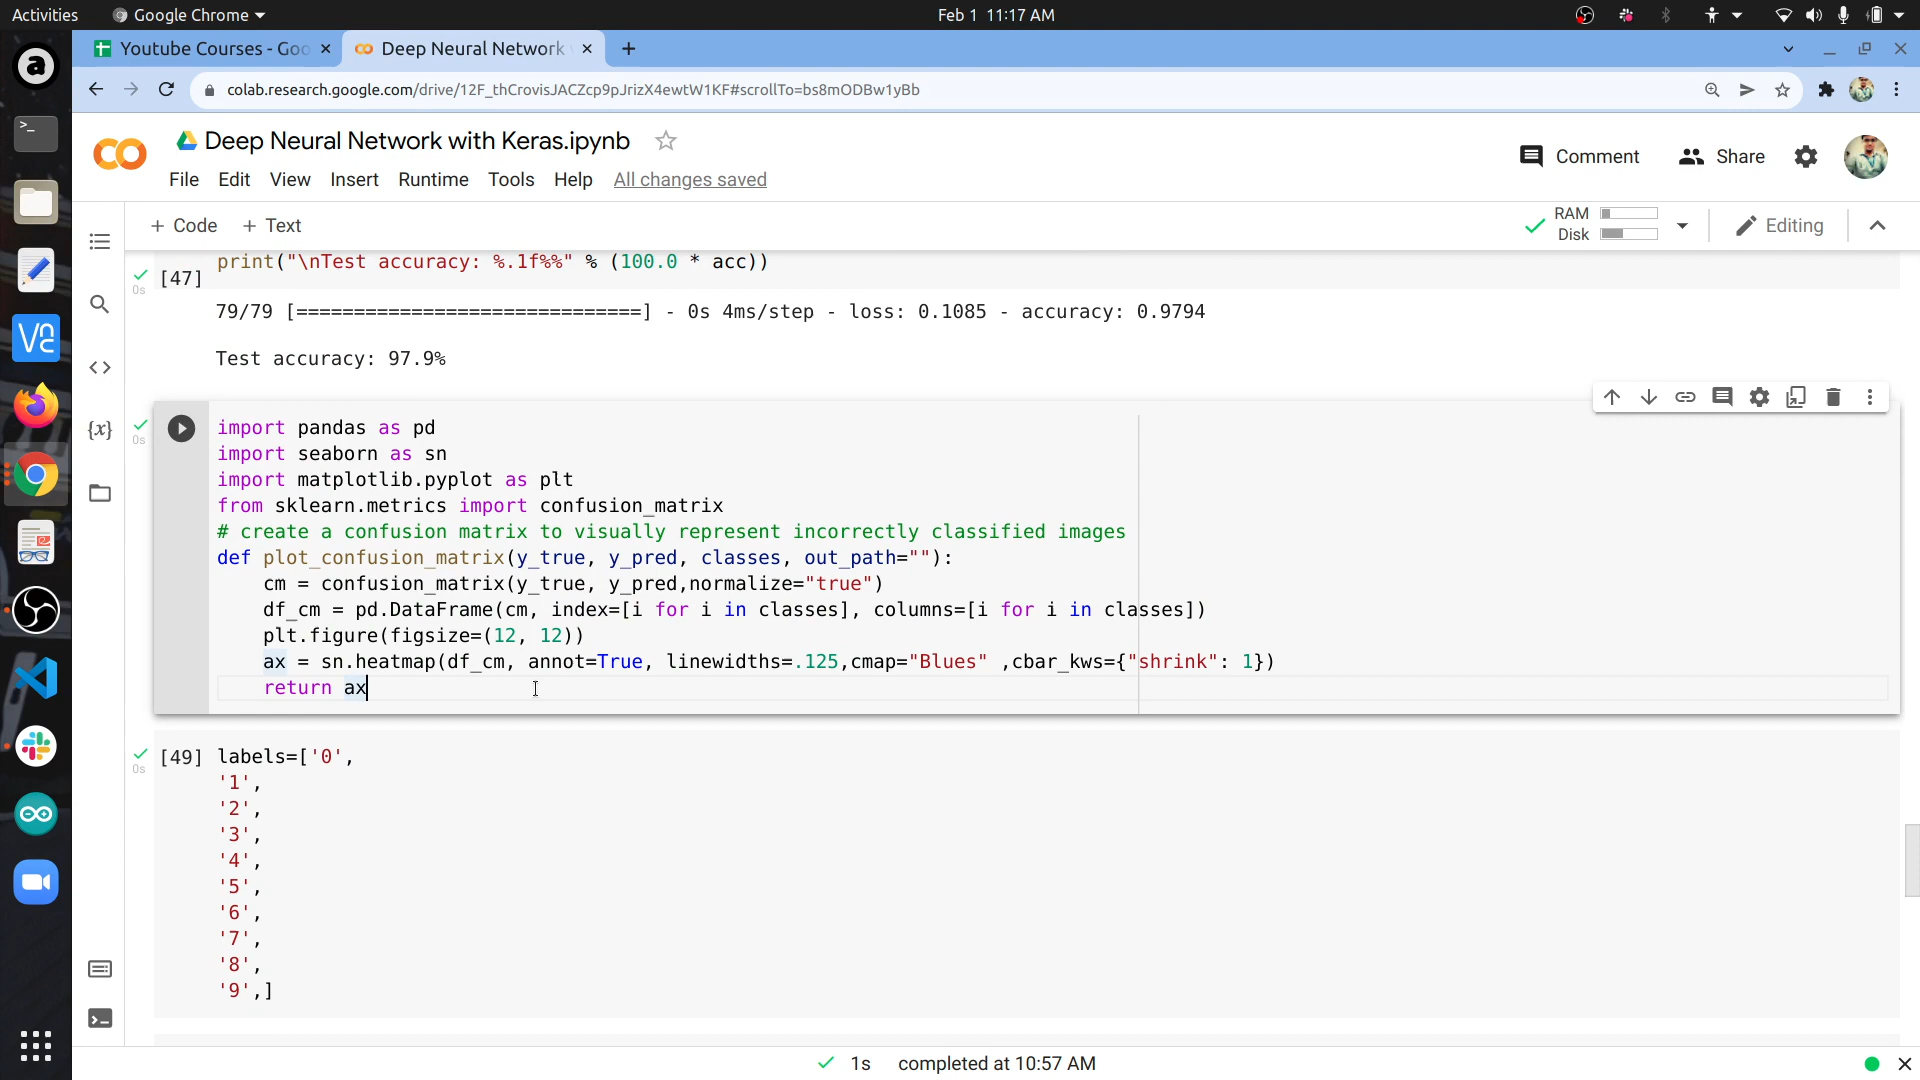 Activities Google Chrome Feb 1 11:17 AM
Youtube Courses - Goo Deep Neural Network
colab.research.google.com/drive/12F_thCrovisJACZcp9pJrizX4ewtW1KF#scrollTo=bs8mODBw1yBb
Deep Neural Network with Keras.ipynb
Comment Share
File Edit View Insert Runtime Tools Help All changes saved
+ Code + Text RAM Disk Editing
print("\nTest accuracy: %.1f%%" % (100.0 * acc))
0s [47]
79/79 [==============================] - 0s 4ms/step - loss: 0.1085 - accuracy: 0.9794
Test accuracy: 97.9%
0s
import pandas as pd
import seaborn as sn
import matplotlib.pyplot as plt
from sklearn.metrics import confusion_matrix
# create a confusion matrix to visually represent incorrectly classified images
def plot_confusion_matrix(y_true, y_pred, classes, out_path=""):
    cm = confusion_matrix(y_true, y_pred,normalize="true")
    df_cm = pd.DataFrame(cm, index=[i for i in classes], columns=[i for i in classes])
    plt.figure(figsize=(12, 12))
    ax = sn.heatmap(df_cm, annot=True, linewidths=.125,cmap="Blues" ,cbar_kws={"shrink": 1})
    return ax
0s [49] labels=['0',
'1',
'2',
'3',
'4',
'5',
'6',
'7',
'8',
'9',]
1s completed at 10:57 AM